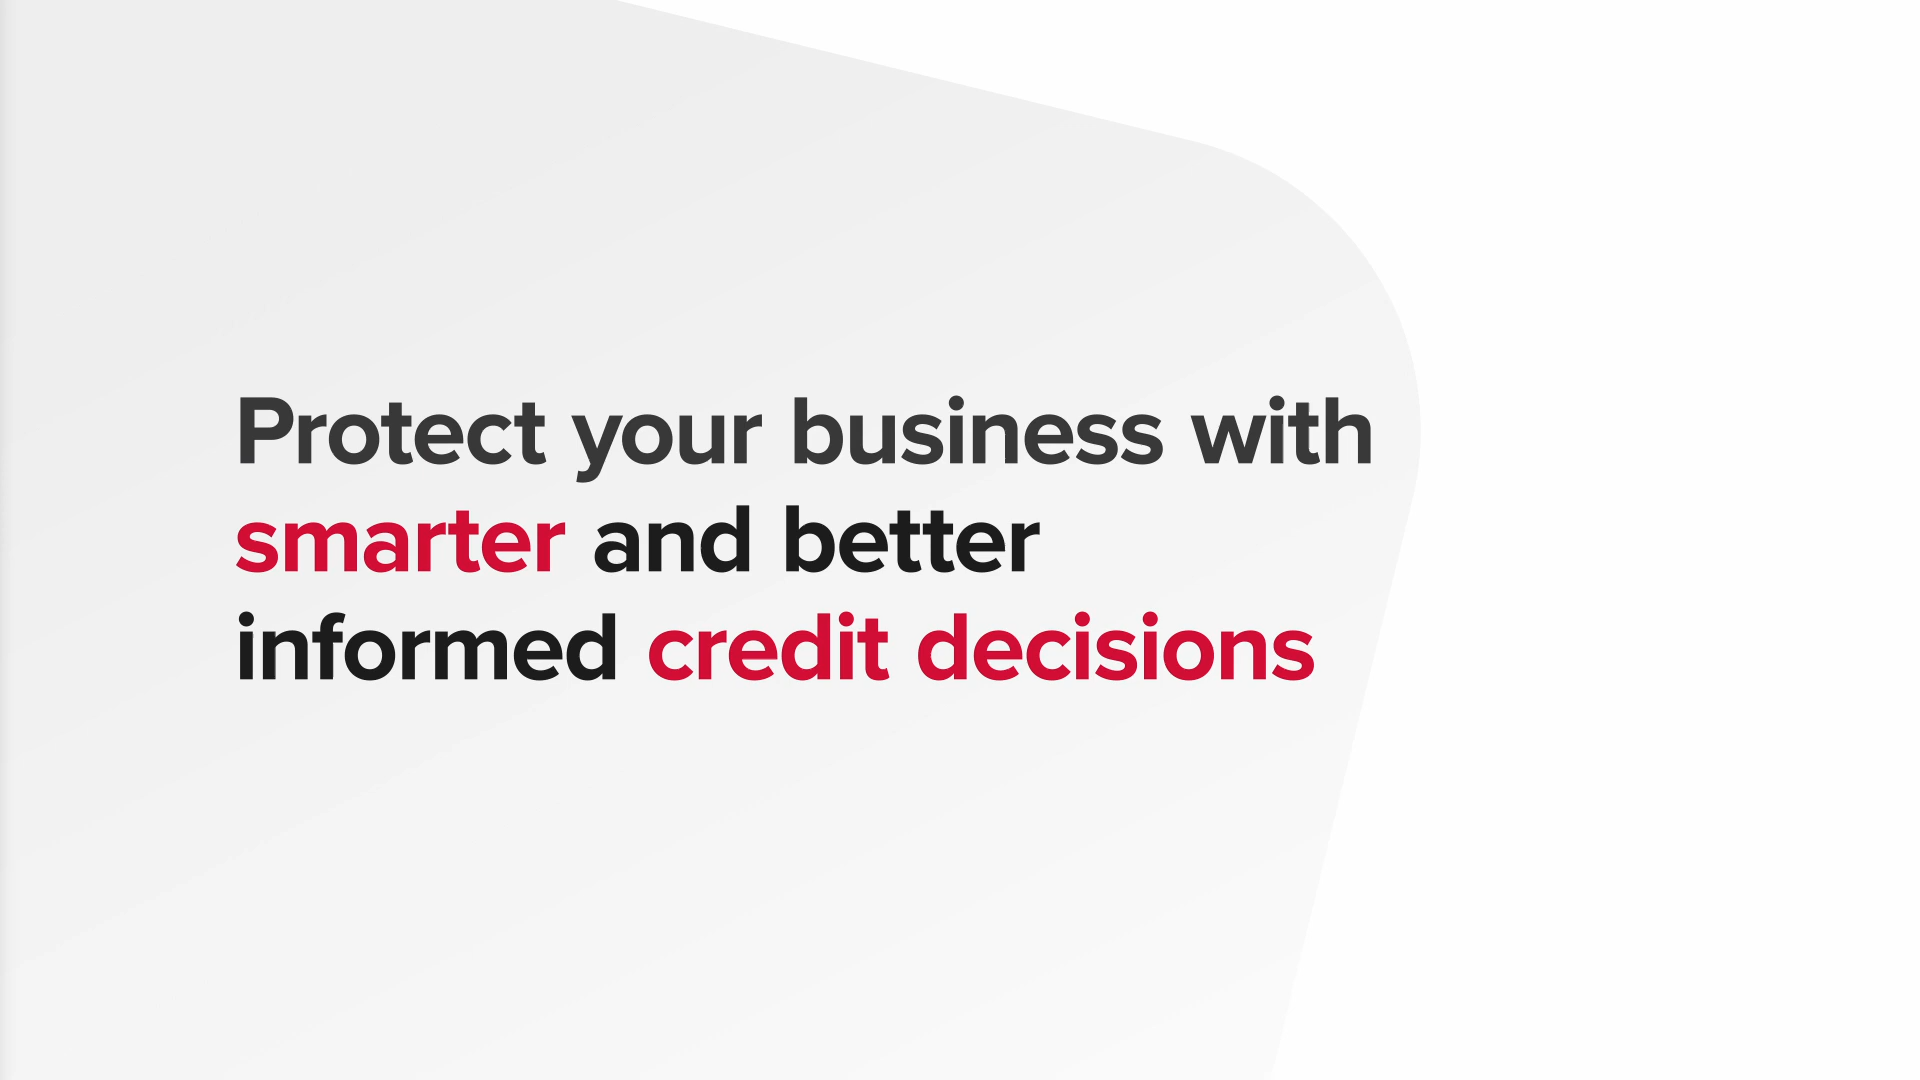 Protect your business with
smarter and better
informed credit decisions